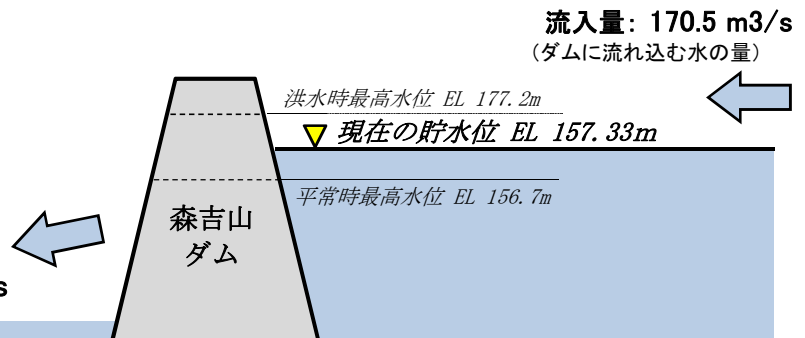 流入量: 170.5 m3/s
(ダムに流れ込む水の量)
洪水時最高水位 EL 177.2m
現在の貯水位 EL 157.33m
平常時最高水位 EL 156.7m
森吉山
ダム
s